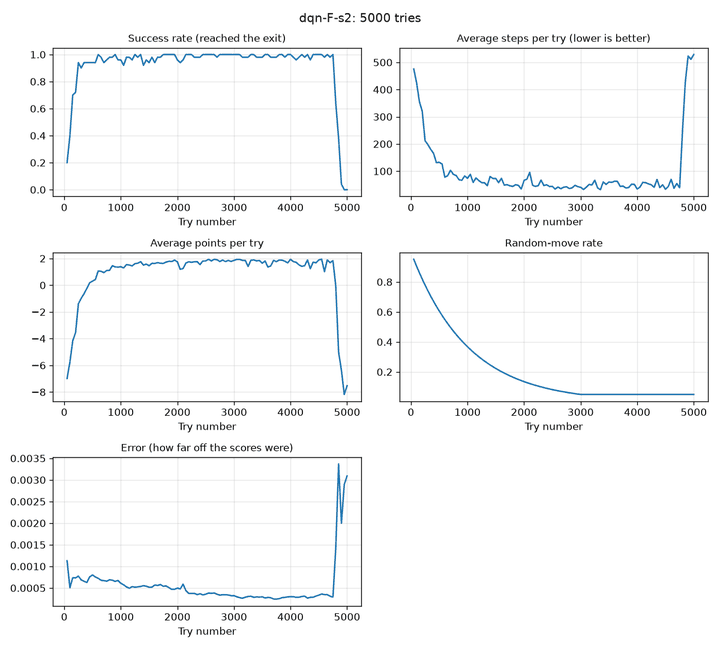 dqn-F-s2: 5000 tries
Success rate (reached the exit)
1.0
0.8
0.6
0.4
0.2
0.0
0 1000 2000 3000 4000 5000
Try number
Average steps per try (lower is better)
500
400
300
200
100
0 1000 2000 3000 4000 5000
Try number
Average points per try
2
0
−2
−4
−6
−8
0 1000 2000 3000 4000 5000
Try number
Random-move rate
0.8
0.6
0.4
0.2
0 1000 2000 3000 4000 5000
Try number
Error (how far off the scores were)
0.0035
0.0030
0.0025
0.0020
0.0015
0.0010
0.0005
0 1000 2000 3000 4000 5000
Try number